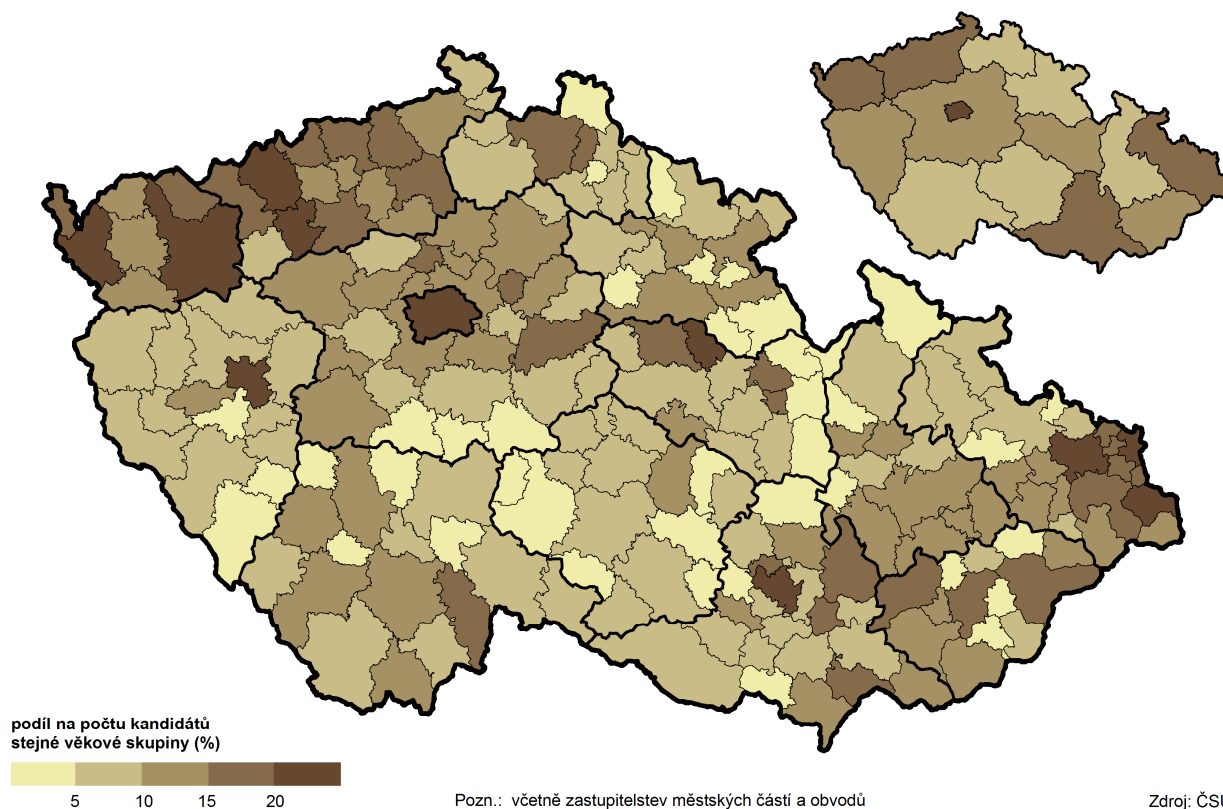 podíl na počtu kandidátů
stejné věkové skupiny (%)
5 10 15 20
Pozn.: včetně zastupitelstev městských částí a obvodů
Zdroj: ČSÚ